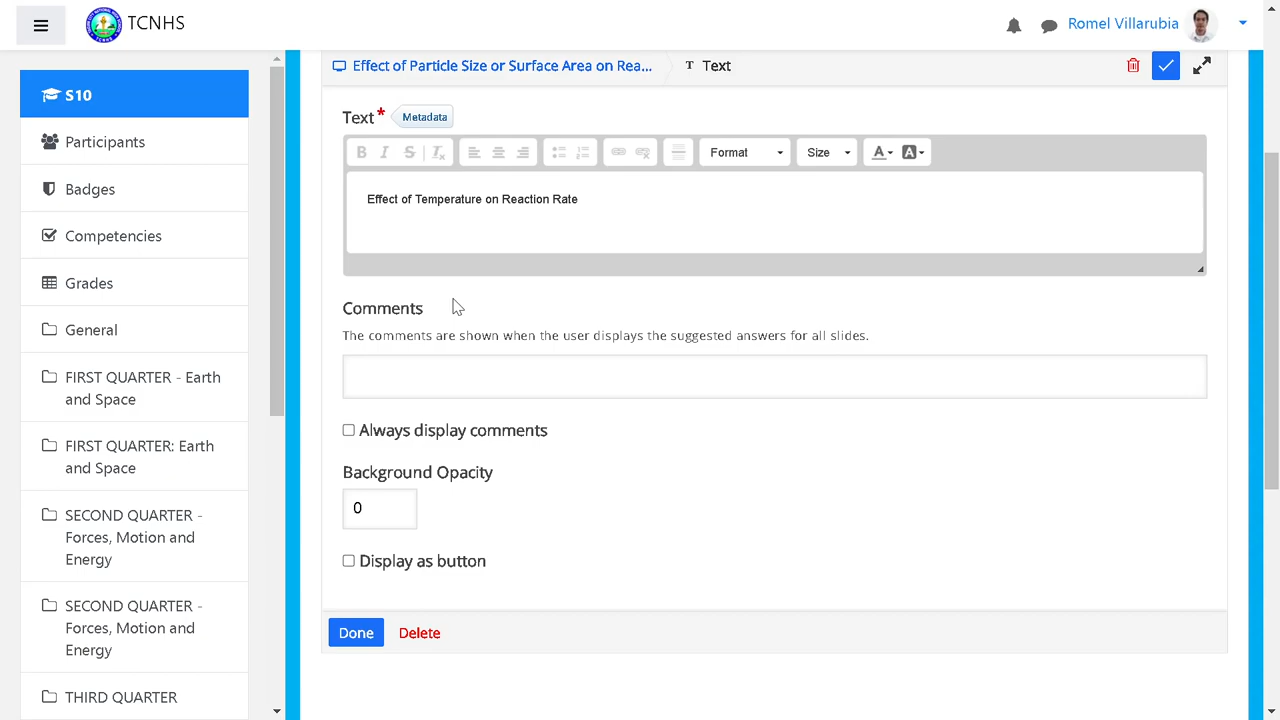 TCNHS
Romel Villarubia
S10
Participants
Badges
Competencies
Grades
General
FIRST QUARTER - Earth
and Space
FIRST QUARTER: Earth
and Space
SECOND QUARTER -
Forces, Motion and
Energy
SECOND QUARTER -
Forces, Motion and
Energy
THIRD QUARTER
Effect of Particle Size or Surface Area on Rea...
T Text
Text* Metadata
B I S Tx Format Size A A
Effect of Temperature on Reaction Rate
Comments
The comments are shown when the user displays the suggested answers for all slides.
Always display comments
Background Opacity
0
Display as button
Done Delete